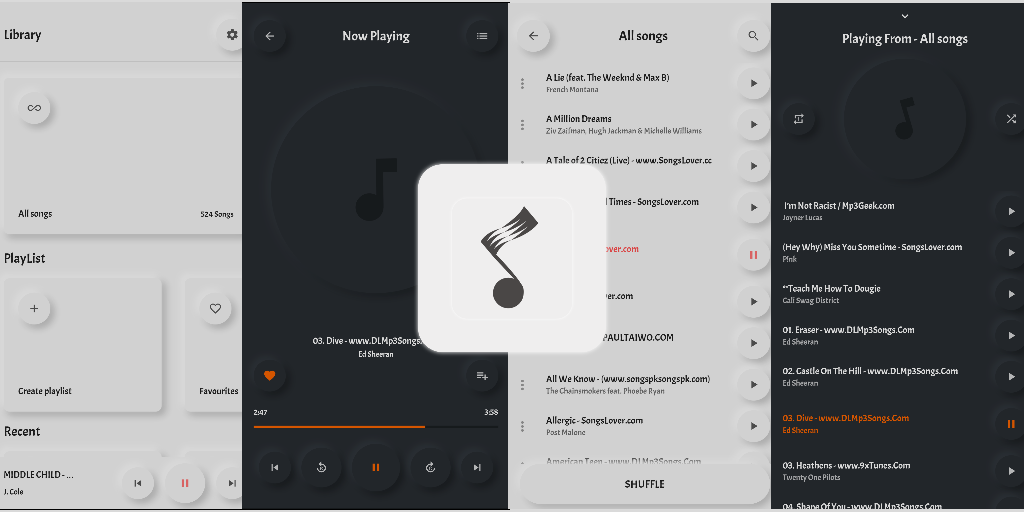 Library
All songs
524 Songs
PlayList
Create playlist
Favourites
Recent
MIDDLE CHILD - ...
J. Cole
Now Playing
03. Dive - www.DLMp3Songs.
Ed Sheeran
2:47
3:58
All songs
A Lie (feat. The Weeknd & Max B)
French Montana
A Million Dreams
Ziv Zaifman, Hugh Jackman & Michelle Williams
A Tale of 2 Citiez (Live) - www.SongsLover.cc
Times - SongsLover.com
ver.com
er.com
PAULTAIWO.COM
All We Know - (www.songspksongspk.com)
The Chainsmokers feat. Phoebe Ryan
Allergic - SongsLover.com
Post Malone
American Teen - www.DLMp3Songs.Com
SHUFFLE
Playing From - All songs
I'm Not Racist / Mp3Geek.com
Joyner Lucas
(Hey Why) Miss You Sometime - SongsLover.com
P!nk
**Teach Me How To Dougie
Cali Swag District
01. Eraser - www.DLMp3Songs.Com
Ed Sheeran
02. Castle On The Hill - www.DLMp3Songs.Com
Ed Sheeran
03. Dive - www.DLMp3Songs.Com
Ed Sheeran
03. Heathens - www.9xTunes.Com
Twenty One Pilots
04. Shape Of You - www.DLMp3Songs.Com